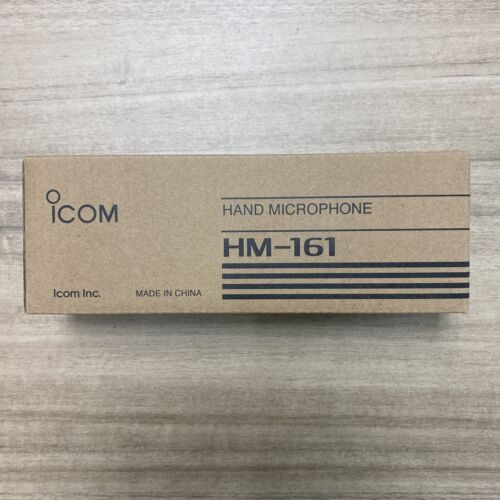 ICOM
HAND MICROPHONE
HM-161
Icom Inc.
MADE IN CHINA